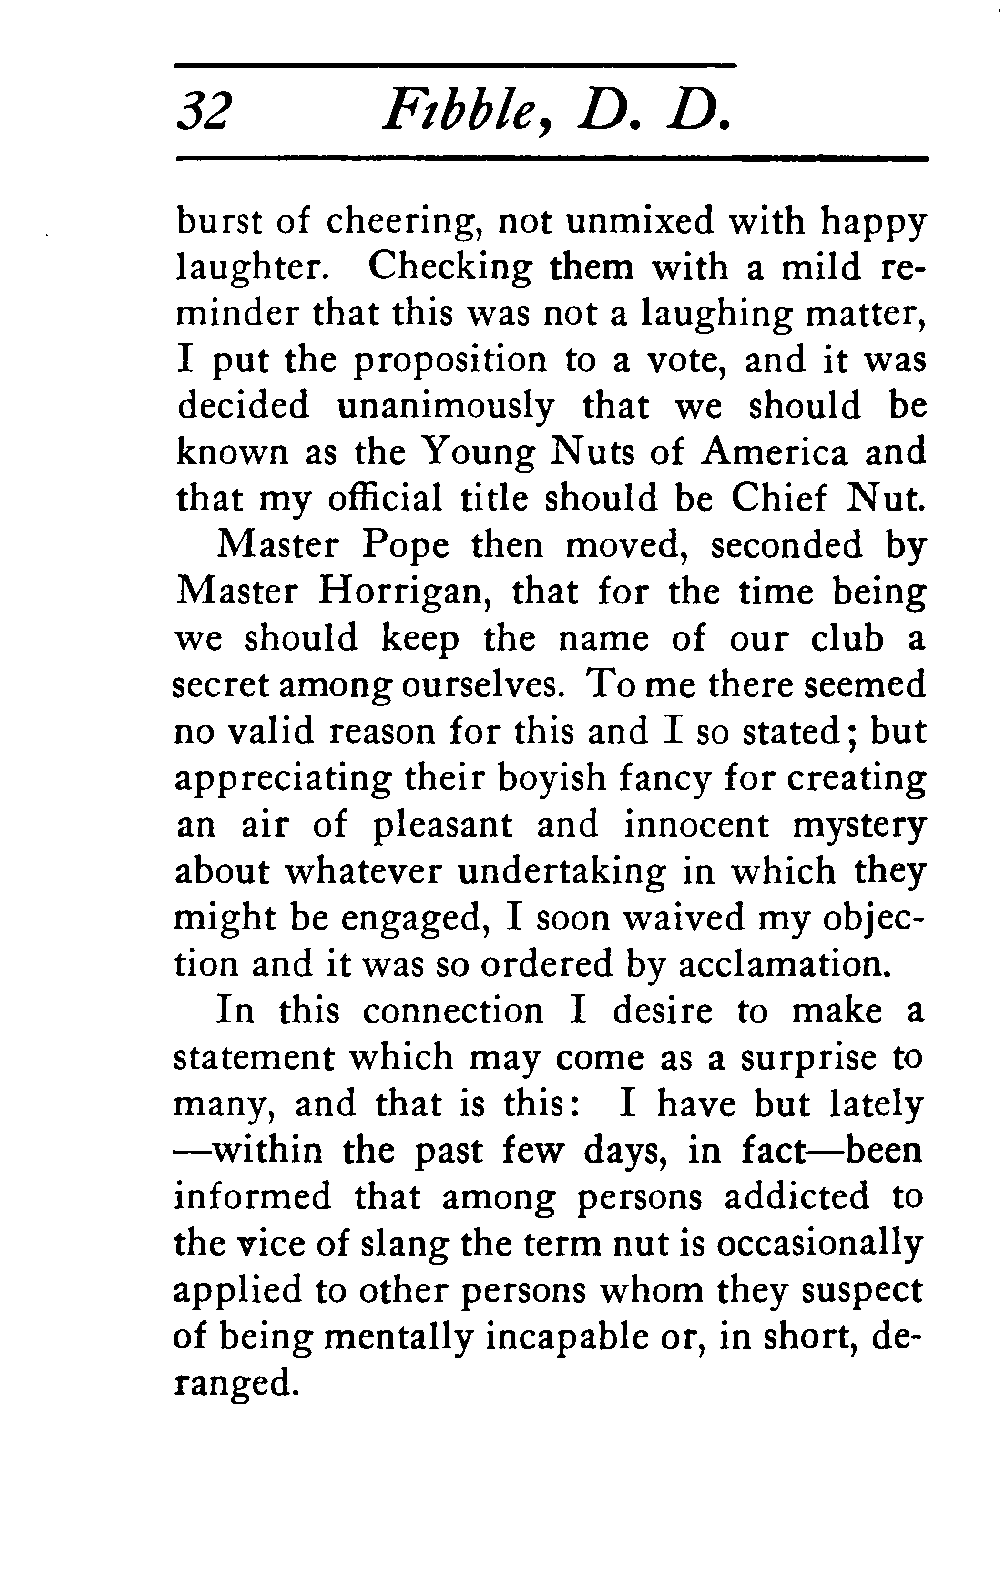 32 Fibble, D. D.
burst of cheering, not unmixed with happy
laughter. Checking them with a mild re-
minder that this was not a laughing matter,
I put the proposition to a vote, and it was
decided unanimously that we should be
known as the Young Nuts of America and
that my official title should be Chief Nut.
Master Pope then moved, seconded by
Master Horrigan, that for the time being
we should keep the name of our club a
secret among ourselves. To me there seemed
no valid reason for this and I so stated; but
appreciating their boyish fancy for creating
an air of pleasant and innocent mystery
about whatever undertaking in which they
might be engaged, I soon waived my objec-
tion and it was so ordered by acclamation.
In this connection I desire to make a
statement which may come as a surprise to
many, and that is this: I have but lately
—within the past few days, in fact—been
informed that among persons addicted to
the vice of slang the term nut is occasionally
applied to other persons whom they suspect
of being mentally incapable or, in short, de-
ranged.